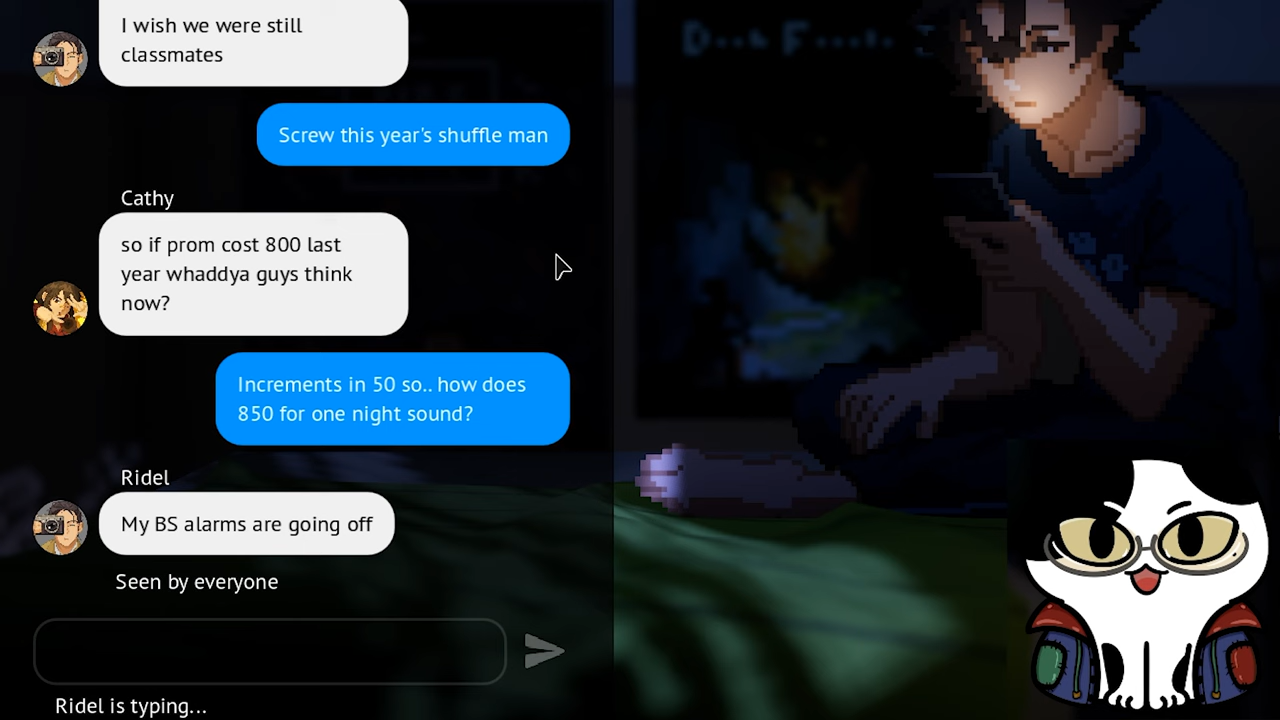 I wish we were still
classmates
Screw this year's shuffle man
Cathy
so if prom cost 800 last
year whaddya guys think
now?
Increments in 50 so.. how does
850 for one night sound?
Ridel
My BS alarms are going off
Seen by everyone
Ridel is typing...